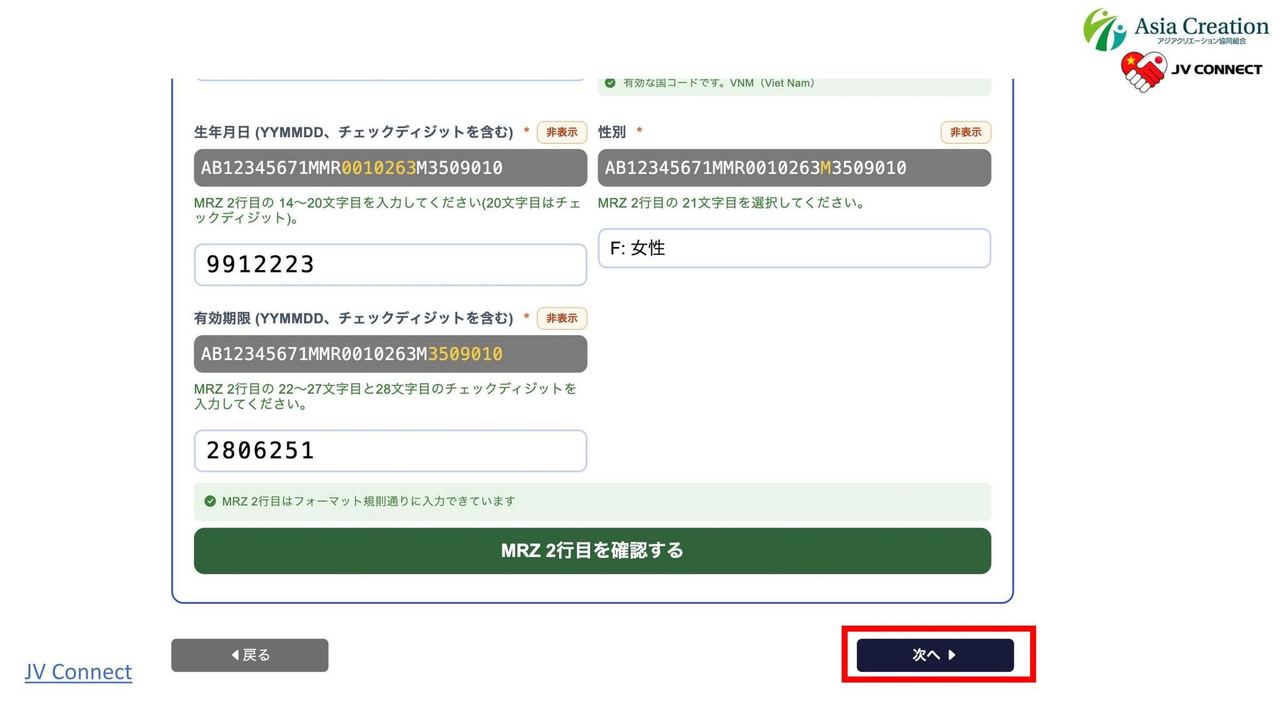 Asia Creation
アジアクリエーション協同組合
JV CONNECT
有効な国コードです。VNM（Viet Nam）
生年月日 (YYMMDD、チェックディジットを含む) * 非表示
AB12345671MMR0010263M3509010
MRZ 2行目の 14〜20文字目を入力してください(20文字目はチェ
ックディジット)。
9912223
性別 * 非表示
AB12345671MMR0010263M3509010
MRZ 2行目の 21文字目を選択してください。
F: 女性
有効期限 (YYMMDD、チェックディジットを含む) * 非表示
AB12345671MMR0010263M3509010
MRZ 2行目の 22〜27文字目と28文字目のチェックディジットを
入力してください。
2806251
MRZ 2行目はフォーマット規則通りに入力できています
MRZ 2行目を確認する
戻る
次へ
JV Connect